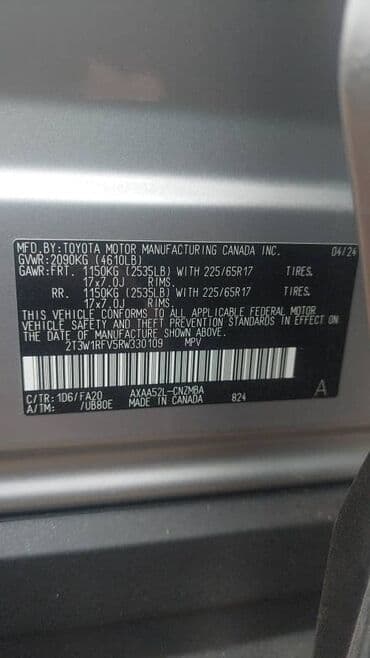 MFD.BY:TOYOTA MOTOR MANUFACTURING CANADA INC. 04/24
GVWR:2090KG (4610LB)
GAWR:FRT. 1150KG (2535LB) WITH 225/65R17 TIRES.
17x7.0J RIMS.
RR. 1150KG (2535LB) WITH 225/65R17 TIRES.
17x7.0J RIMS.
THIS VEHICLE CONFORMS TO ALL APPLICABLE FEDERAL MOTOR
VEHICLE SAFETY AND THEFT PREVENTION STANDARDS IN EFFECT ON
THE DATE OF MANUFACTURE SHOWN ABOVE.
2T3W1RFV5RW330109 MPV
C/TR:1D6/FA20 AXAA52L-CNZMBA A
A/TM: /UB80E MADE IN CANADA 824